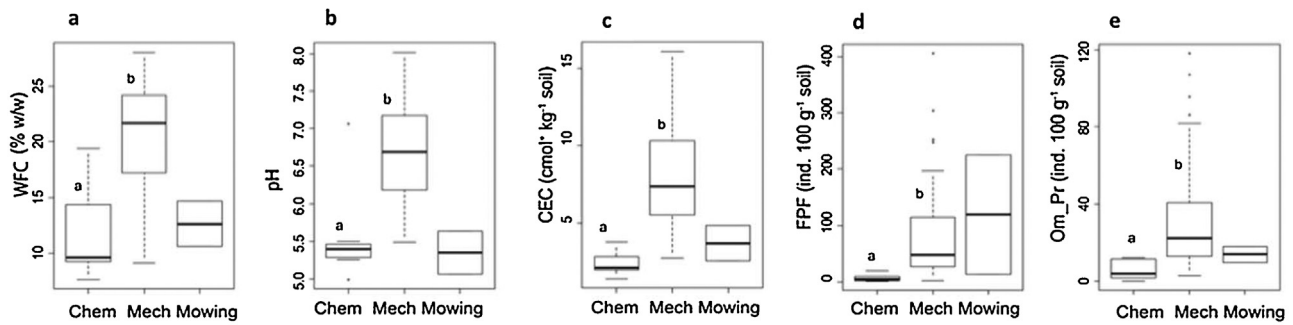 a
WFC (% w/w)
25
20
15
10
a
b
Chem Mech Mowing
b
pH
8.0
7.5
7.0
6.5
6.0
5.5
5.0
a
b
Chem Mech Mowing
c
CEC (cmol⁺ kg⁻¹ soil)
15
10
5
a
b
Chem Mech Mowing
d
FPF (ind. 100 g⁻¹ soil)
400
300
200
100
0
a
b
Chem Mech Mowing
e
Om_Pr (ind. 100 g⁻¹ soil)
120
80
40
0
a
b
Chem Mech Mowing